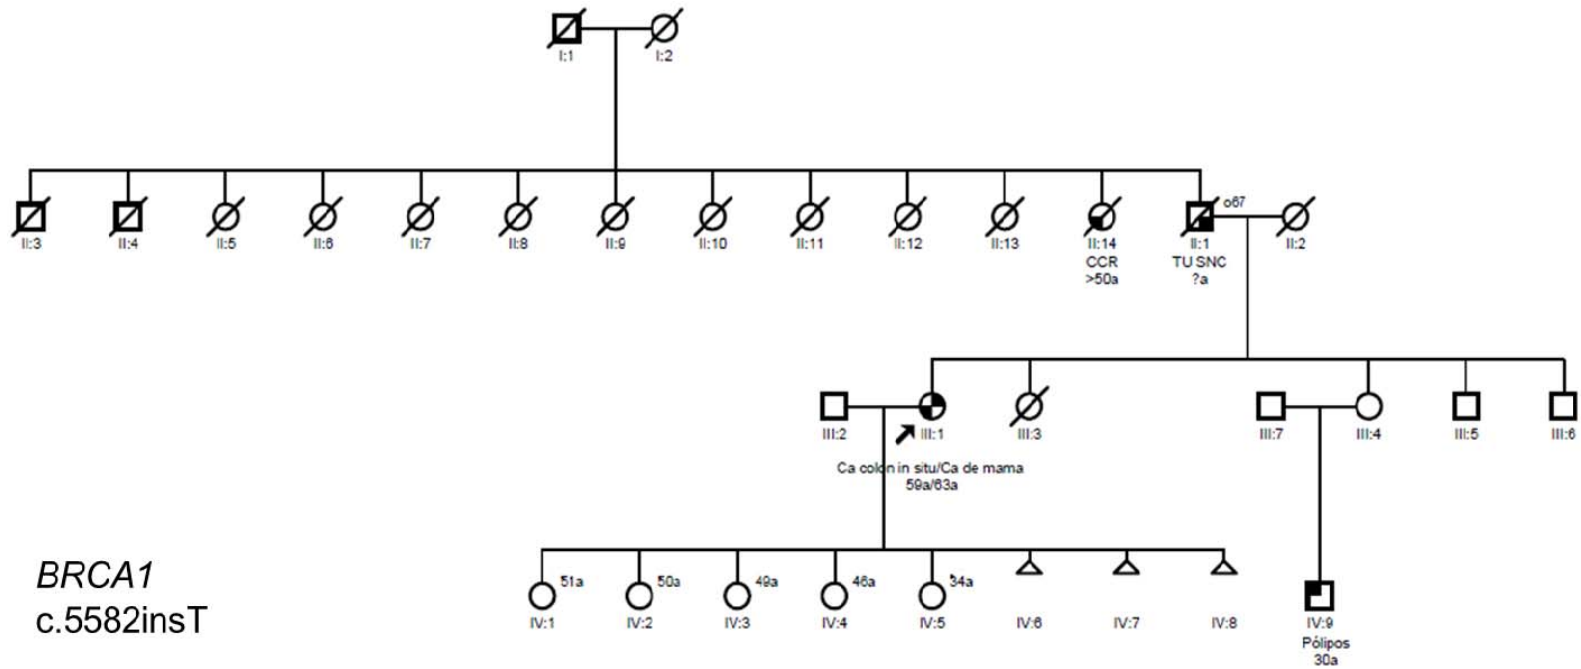 I:1 I:2
o67
II:3 II:4 II:5 II:6 II:7 II:8 II:9 II:10 II:11 II:12 II:13 II:14 II:1 II:2
CCR TU SNC
>50a ?a
III:2 III:1 III:3 III:7 III:4 III:5 III:6
Ca colon in situ/Ca de mama
59a/63a
51a 50a 49a 46a 34a
IV:1 IV:2 IV:3 IV:4 IV:5 IV:6 IV:7 IV:8 IV:9
Pólipos
30a
BRCA1
c.5582insT